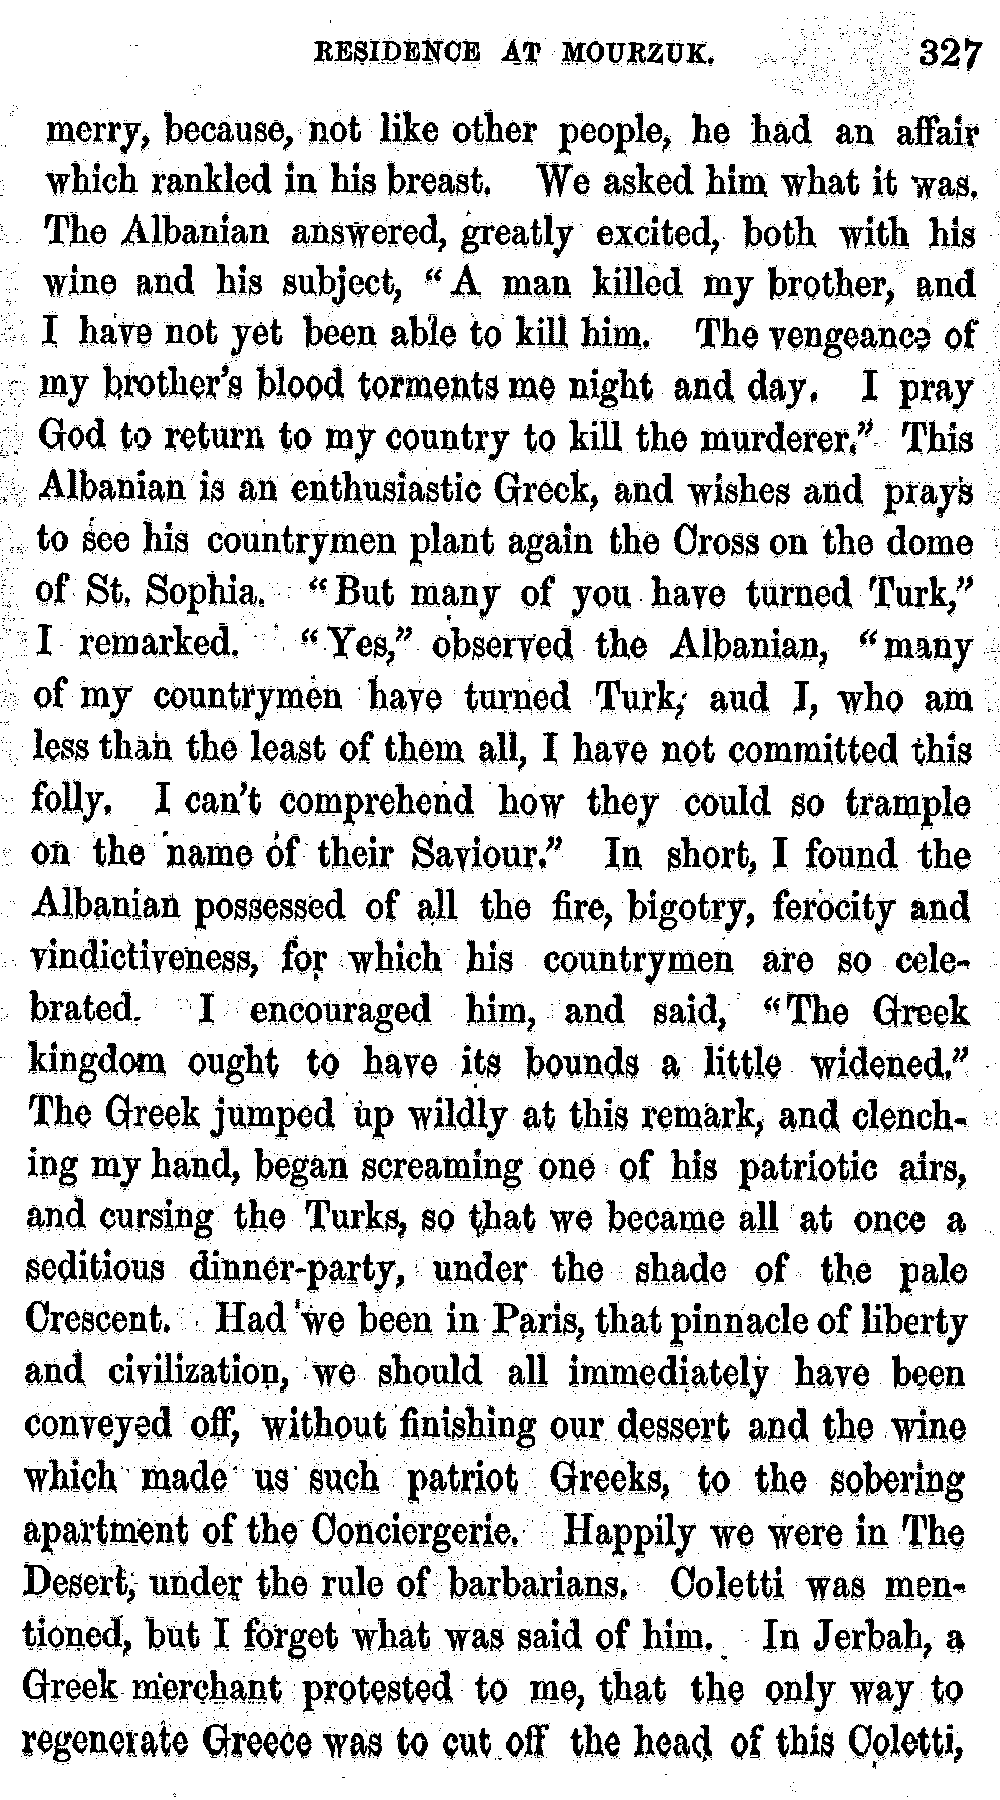 RESIDENCE AT MOURZUK. 327
merry, because, not like other people, he had an affair
which rankled in his breast. We asked him what it was.
The Albanian answered, greatly excited, both with his
wine and his subject, "A man killed my brother, and
I have not yet been able to kill him. The vengeance of
my brother's blood torments me night and day. I pray
God to return to my country to kill the murderer." This
Albanian is an enthusiastic Greek, and wishes and prays
to see his countrymen plant again the Cross on the dome
of St. Sophia. "But many of you have turned Turk,"
I remarked. "Yes," observed the Albanian, "many
of my countrymen have turned Turk; aud I, who am
less than the least of them all, I have not committed this
folly. I can't comprehend how they could so trample
on the name of their Saviour." In short, I found the
Albanian possessed of all the fire, bigotry, ferocity and
vindictiveness, for which his countrymen are so cele-
brated. I encouraged him, and said, "The Greek
kingdom ought to have its bounds a little widened."
The Greek jumped up wildly at this remark, and clench-
ing my hand, began screaming one of his patriotic airs,
and cursing the Turks, so that we became all at once a
seditious dinner-party, under the shade of the pale
Crescent. Had we been in Paris, that pinnacle of liberty
and civilization, we should all immediately have been
conveyed off, without finishing our dessert and the wine
which made us such patriot Greeks, to the sobering
apartment of the Conciergerie. Happily we were in The
Desert, under the rule of barbarians. Coletti was men-
tioned, but I forget what was said of him. In Jerbah, a
Greek merchant protested to me, that the only way to
regenerate Greece was to cut off the head of this Coletti,